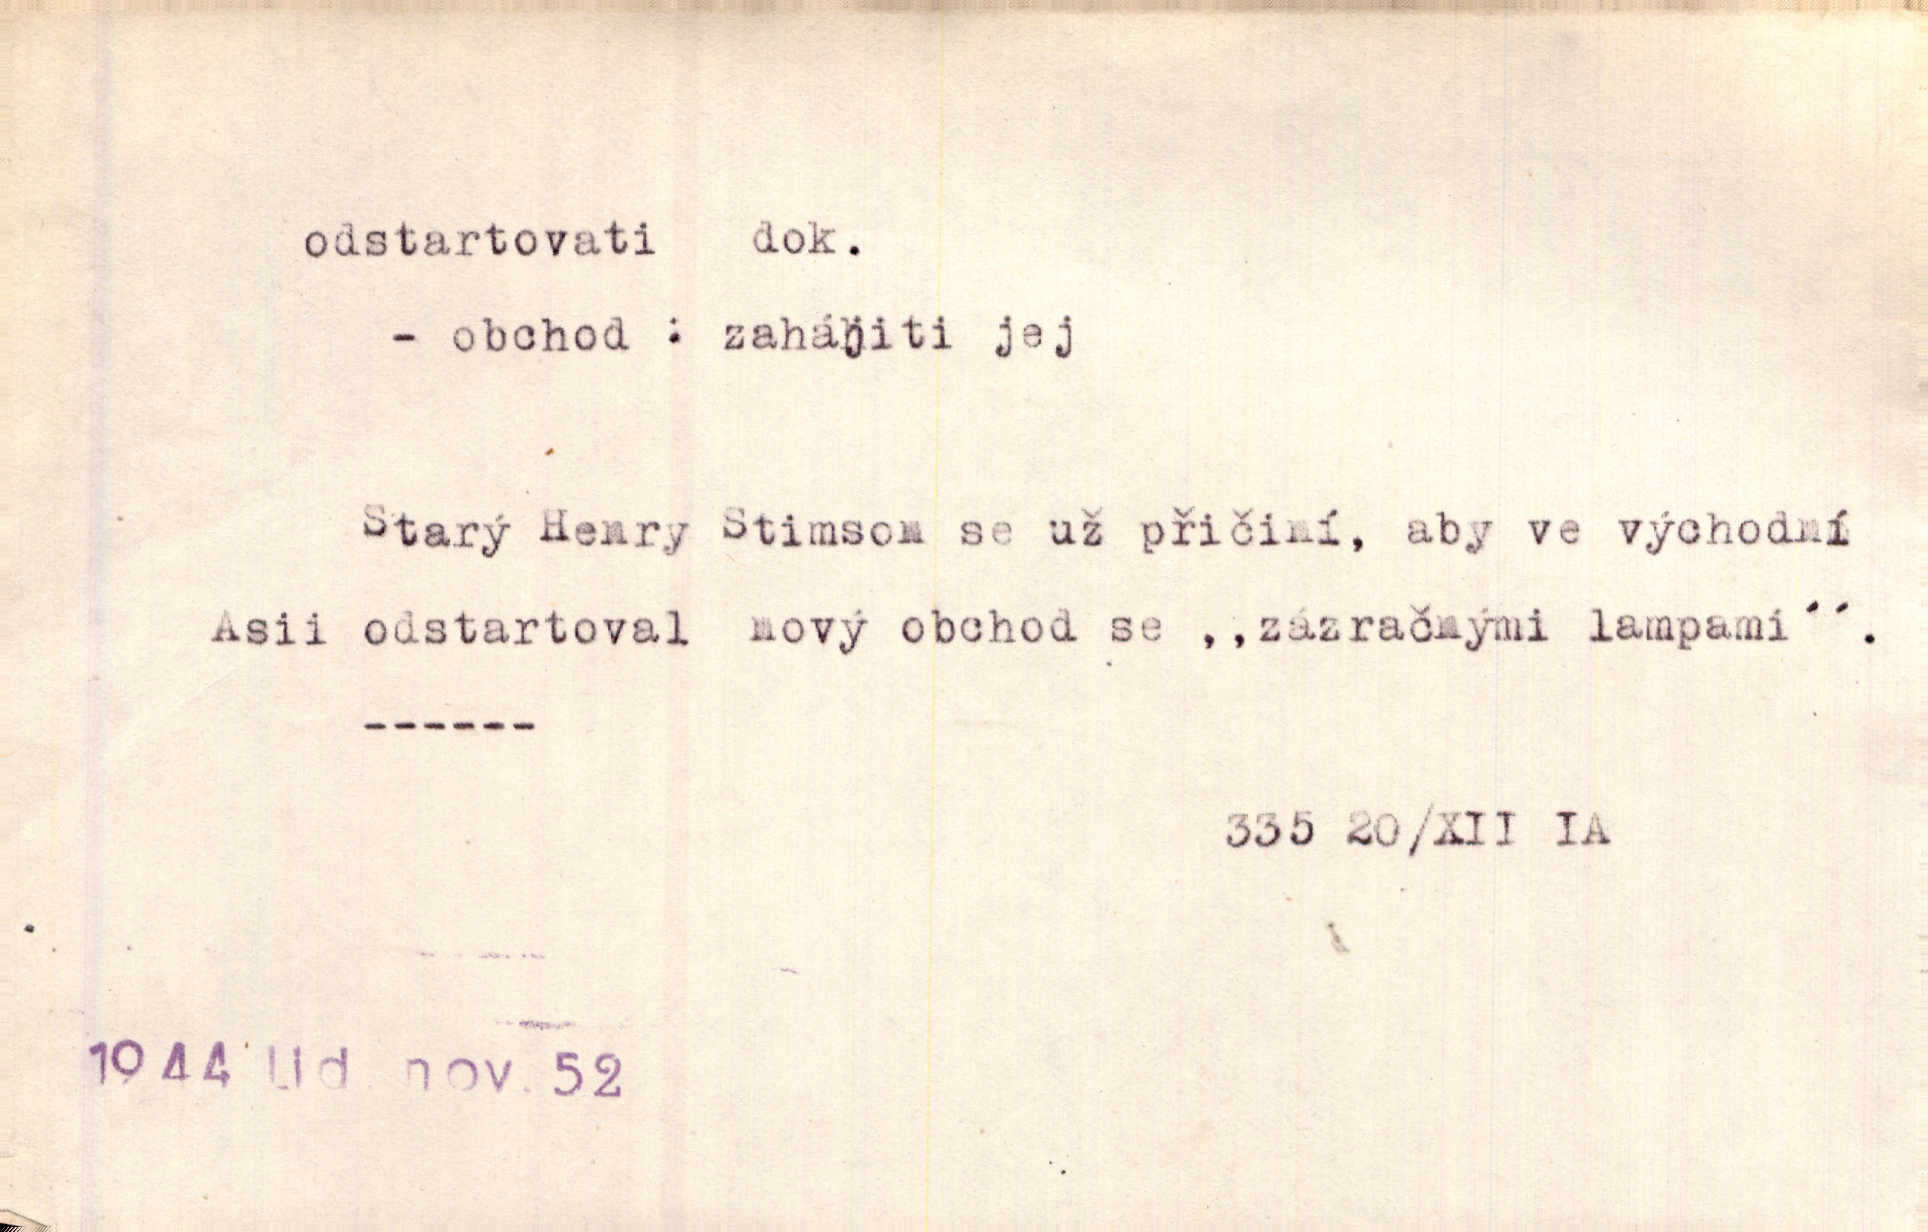 odstartovati dok.
- obchod : zahájiti jej
Starý Henry Stimson se už přičiní, aby ve východní
Asii odstartoval nový obchod se ,,zázračnými lampami´´.
------
335 20/XII IA
1944 Lid. nov. 52